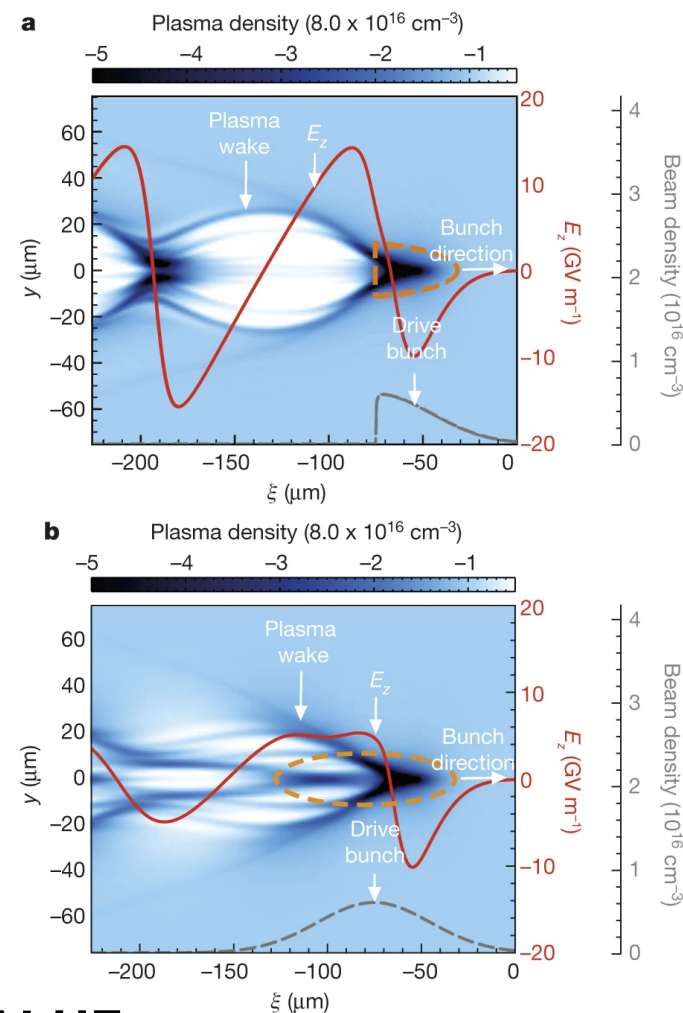 a
Plasma density (8.0 x 10¹⁶ cm⁻³)
−5 −4 −3 −2 −1
Plasma
wake
E_z
Bunch
direction
Drive
bunch
60
40
20
0
−20
−40
−60
y (μm)
20
10
0
−10
−20
E_z (GV m⁻¹)
4
3
2
1
0
Beam density (10¹⁶ cm⁻³)
−200 −150 −100 −50 0
ξ (μm)
b
Plasma density (8.0 x 10¹⁶ cm⁻³)
−5 −4 −3 −2 −1
Plasma
wake
E_z
Bunch
direction
Drive
bunch
60
40
20
0
−20
−40
−60
y (μm)
20
10
0
−10
−20
E_z (GV m⁻¹)
4
3
2
1
0
Beam density (10¹⁶ cm⁻³)
−200 −150 −100 −50 0
ξ (μm)